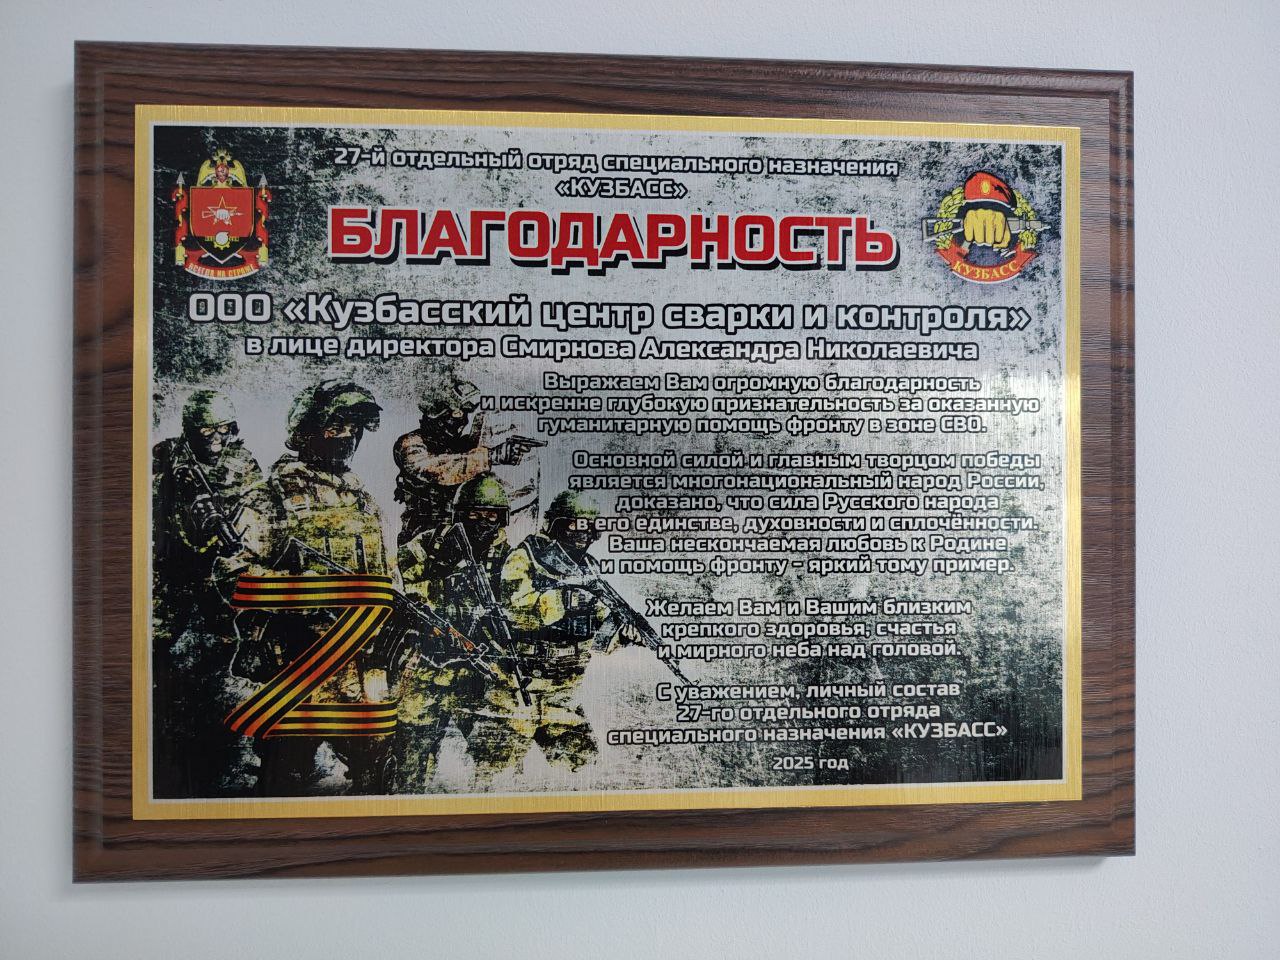 27-й отдельный отряд специального назначения
«КУЗБАСС»
БЛАГОДАРНОСТЬ
ООО «Кузбасский центр сварки и контроля»
в лице директора Смирнова Александра Николаевича
Выражаем Вам огромную благодарность
и искренне глубокую признательность за оказанную
гуманитарную помощь фронту в зоне СВО.
Основной силой и главным творцом победы
является многонациональный народ России,
доказано, что сила Русского народа
в его единстве, духовности и сплочённости.
Ваша нескончаемая любовь к Родине
и помощь фронту - яркий тому пример.
Желаем Вам и Вашим близким
крепкого здоровья, счастья
и мирного неба над головой.
С уважением, личный состав
27-го отдельного отряда
специального назначения «КУЗБАСС»
2025 год
ВСЕГДА НА СТРАЖЕ
КУЗБАСС